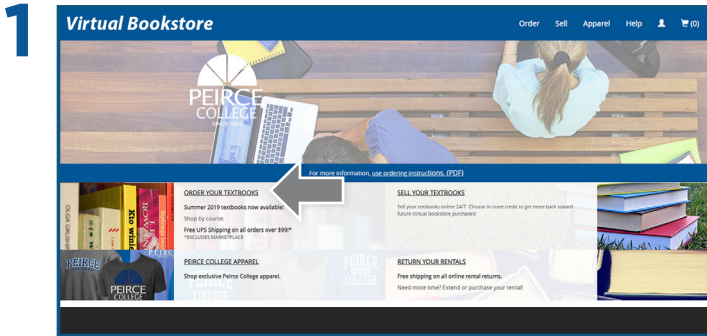 1
Virtual Bookstore
Order Sell Apparel Help (0)
PEIRCE
COLLEGE
SINCE 1865
For more information, use ordering instructions. (PDF)
ORDER YOUR TEXTBOOKS
Summer 2019 textbooks now available!
Shop by course.
Free UPS Shipping on all orders over $99!*
*EXCLUDES MARKETPLACE
SELL YOUR TEXTBOOKS
Sell your textbooks online 24/7. Choose in-store credit to get more back toward
future Virtual Bookstore purchases!
PEIRCE
PEIRCE
COLLEGE
PEIRCE COLLEGE APPAREL
Shop exclusive Peirce College apparel.
RETURN YOUR RENTALS
Free shipping on all online rental returns.
Need more time? Extend or purchase your rental!